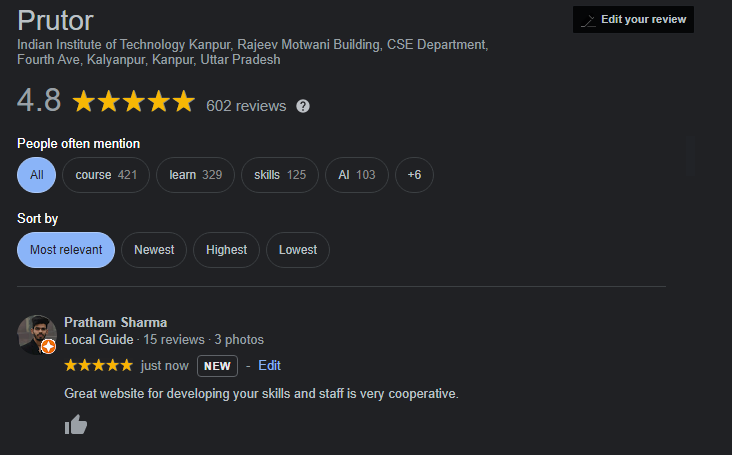 Prutor
Edit your review
Indian Institute of Technology Kanpur, Rajeev Motwani Building, CSE Department,
Fourth Ave, Kalyanpur, Kanpur, Uttar Pradesh
4.8 602 reviews ?
People often mention
All course 421 learn 329 skills 125 AI 103 +6
Sort by
Most relevant Newest Highest Lowest
Pratham Sharma
Local Guide · 15 reviews · 3 photos
just now NEW - Edit
Great website for developing your skills and staff is very cooperative.